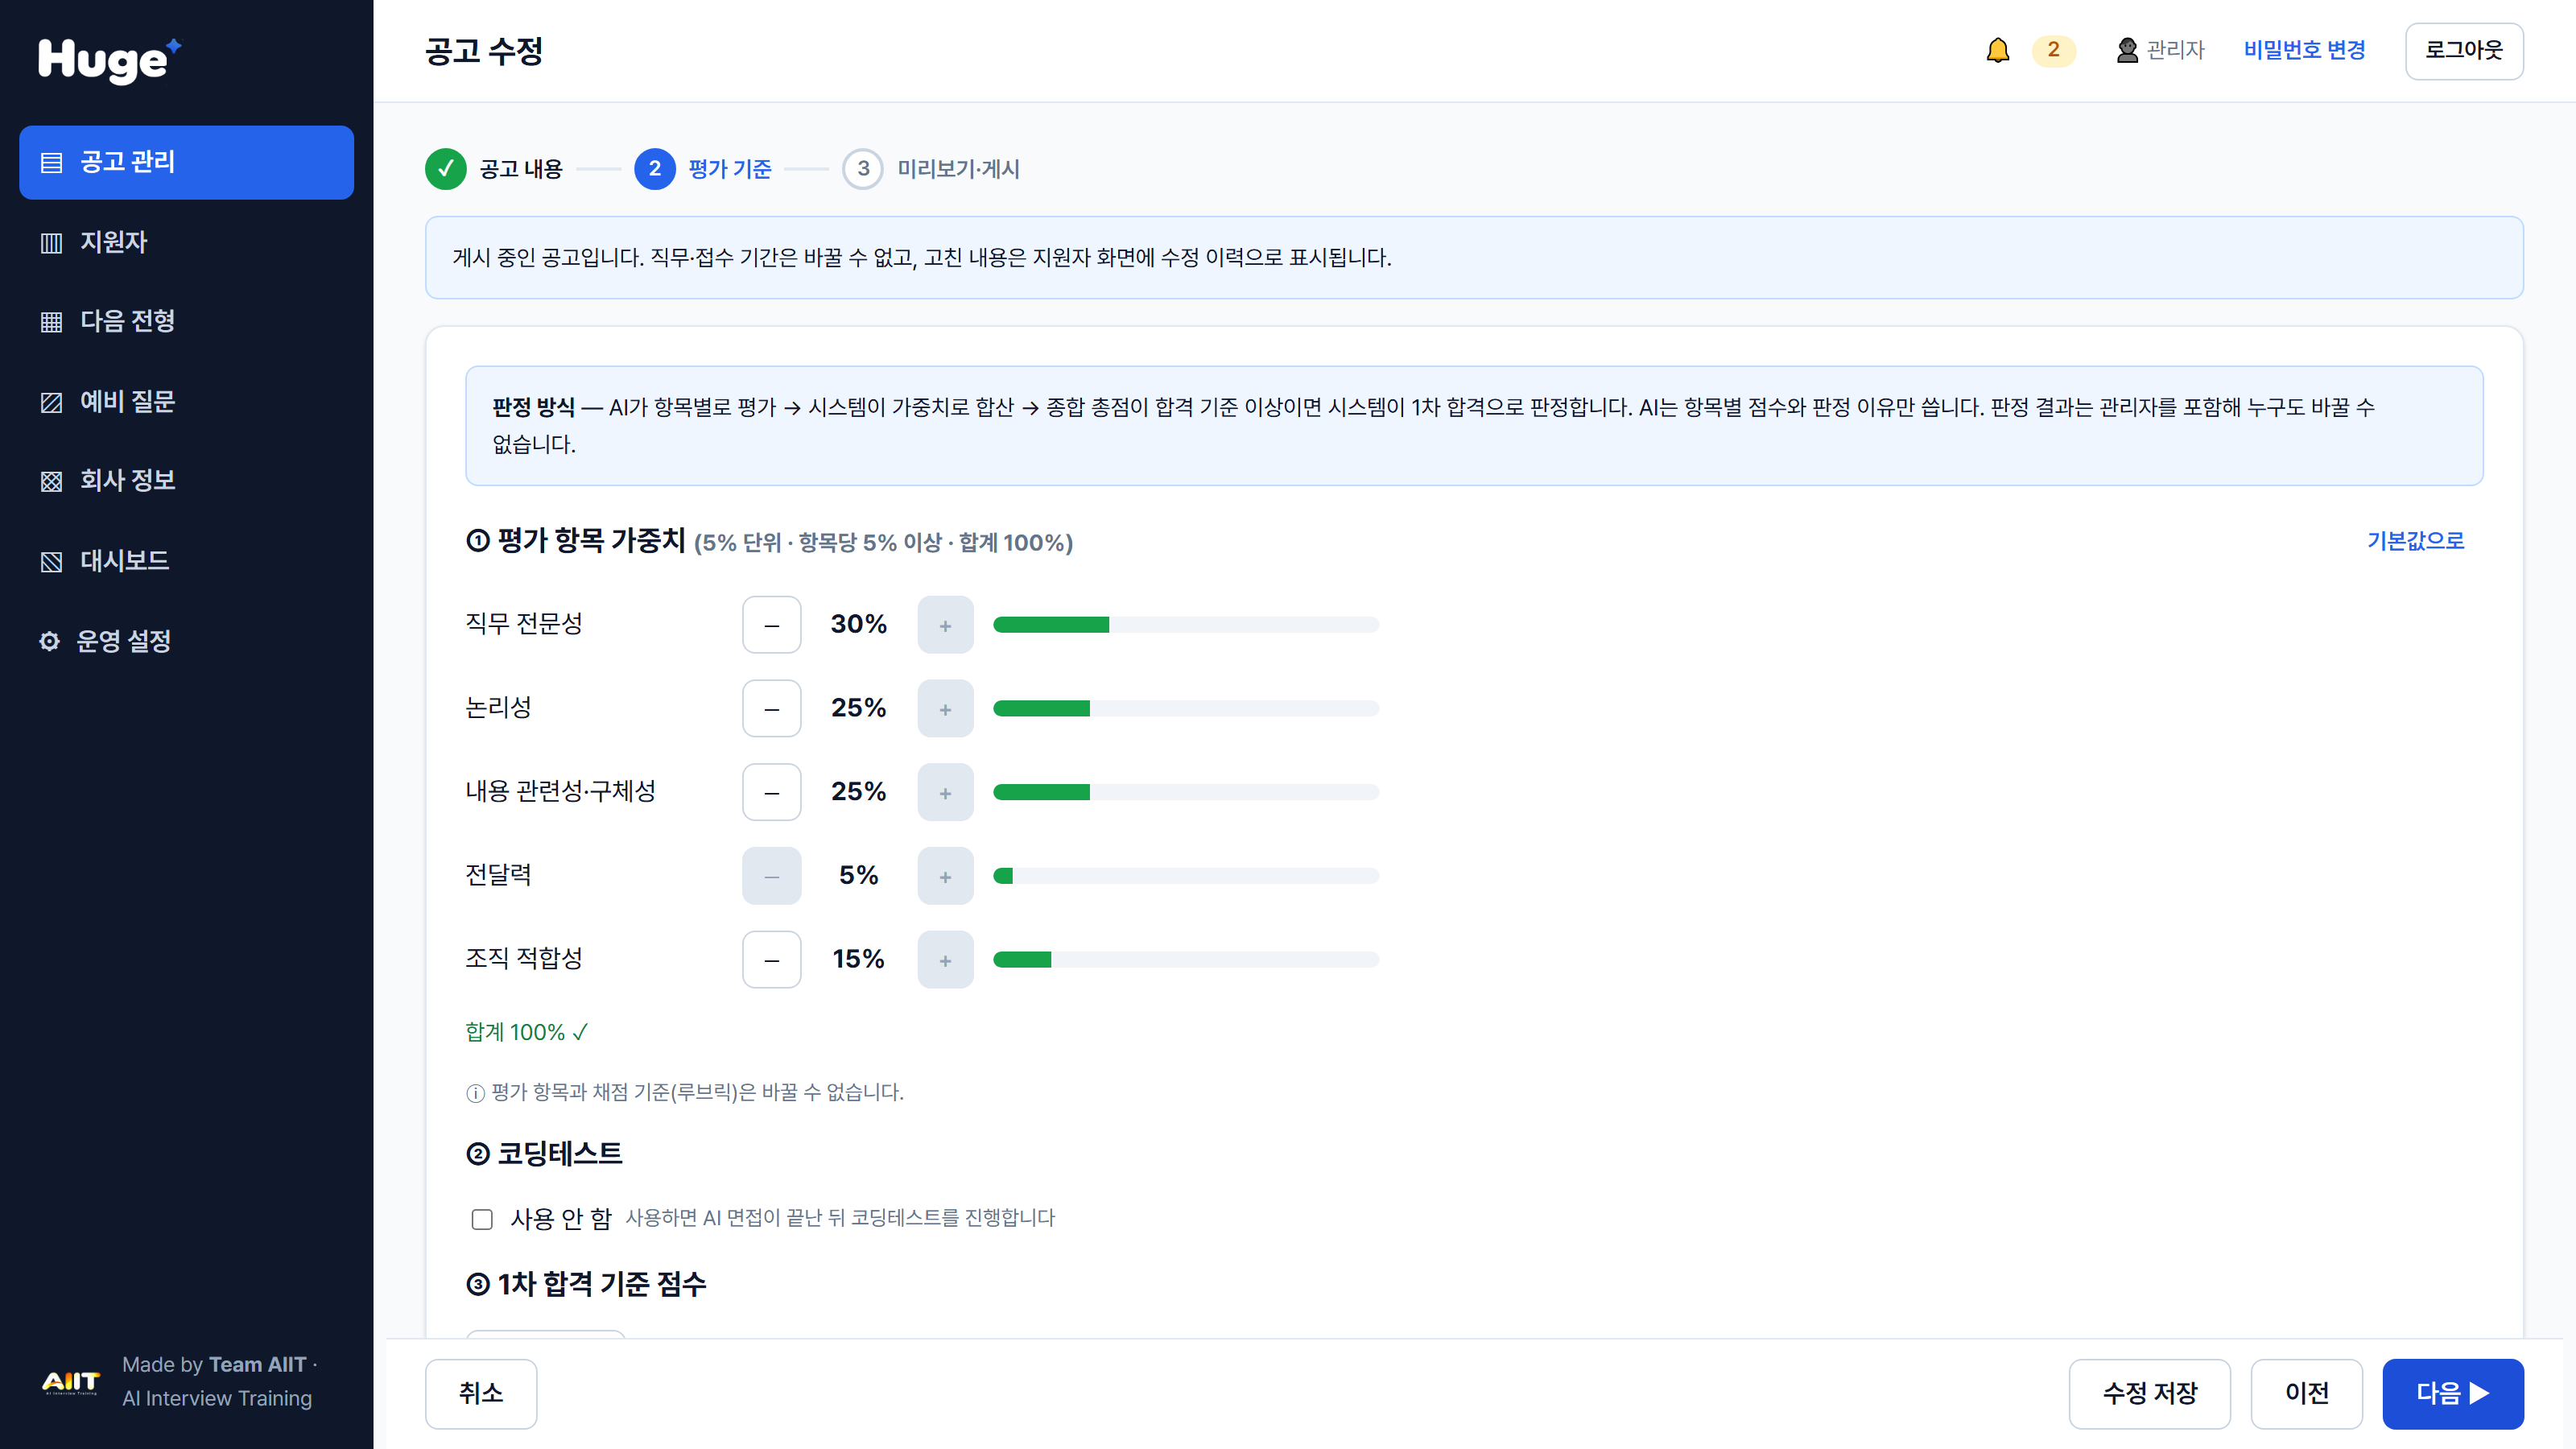 Huge
공고 관리
지원자
다음 전형
예비 질문
회사 정보
대시보드
운영 설정
AIIT
AI Interview Training
Made by Team AIIT ·
AI Interview Training
공고 수정
2
관리자
비밀번호 변경
로그아웃
✓ 공고 내용
2 평가 기준
3 미리보기·게시
게시 중인 공고입니다. 직무·접수 기간은 바꿀 수 없고, 고친 내용은 지원자 화면에 수정 이력으로 표시됩니다.
판정 방식 — AI가 항목별로 평가 → 시스템이 가중치로 합산 → 종합 총점이 합격 기준 이상이면 시스템이 1차 합격으로 판정합니다. AI는 항목별 점수와 판정 이유만 씁니다. 판정 결과는 관리자를 포함해 누구도 바꿀 수
없습니다.
① 평가 항목 가중치 (5% 단위 · 항목당 5% 이상 · 합계 100%)
기본값으로
직무 전문성 – 30% +
논리성 – 25% +
내용 관련성·구체성 – 25% +
전달력 – 5% +
조직 적합성 – 15% +
합계 100% ✓
ⓘ 평가 항목과 채점 기준(루브릭)은 바꿀 수 없습니다.
② 코딩테스트
사용 안 함 사용하면 AI 면접이 끝난 뒤 코딩테스트를 진행합니다
③ 1차 합격 기준 점수
취소
수정 저장
이전
다음 ▶